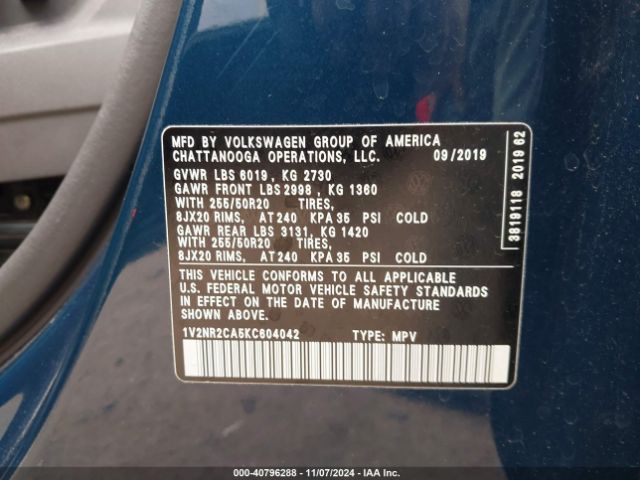 MFD BY VOLKSWAGEN GROUP OF AMERICA
CHATTANOOGA OPERATIONS, LLC. 09/2019
GVWR LBS 6019 , KG 2730
GAWR FRONT LBS 2998 , KG 1360
WITH 255/50R20 TIRES,
8JX20 RIMS, AT 240 KPA 35 PSI COLD
GAWR REAR LBS 3131, KG 1420
WITH 255/50R20 TIRES,
8JX20 RIMS, AT 240 KPA 35 PSI COLD
THIS VEHICLE CONFORMS TO ALL APPLICABLE
U.S. FEDERAL MOTOR VEHICLE SAFETY STANDARDS
IN EFFECT ON THE DATE OF MANUFACTURE
SHOWN ABOVE.
1V2NR2CA5KC604042 TYPE: MPV
3819118 2019 62
000-40796288 - 11/07/2024 - IAA Inc.